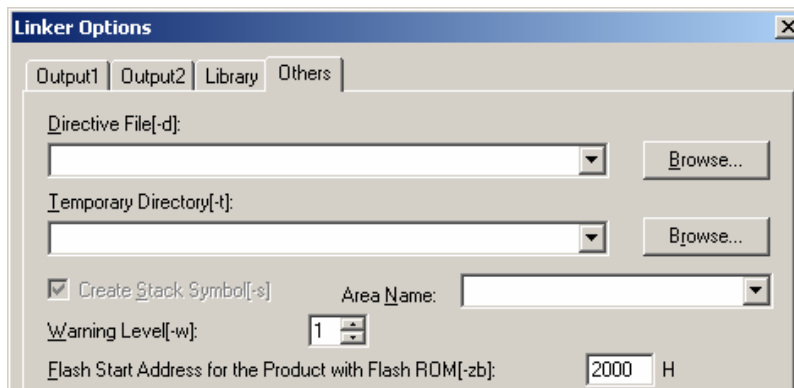 Linker Options
Output1 Output2 Library Others
Directive File[-d]:
Browse...
Temporary Directory[-t]:
Browse...
Create Stack Symbol[-s] Area Name:
Warning Level[-w]: 1
Flash Start Address for the Product with Flash ROM[-zb]: 2000 H